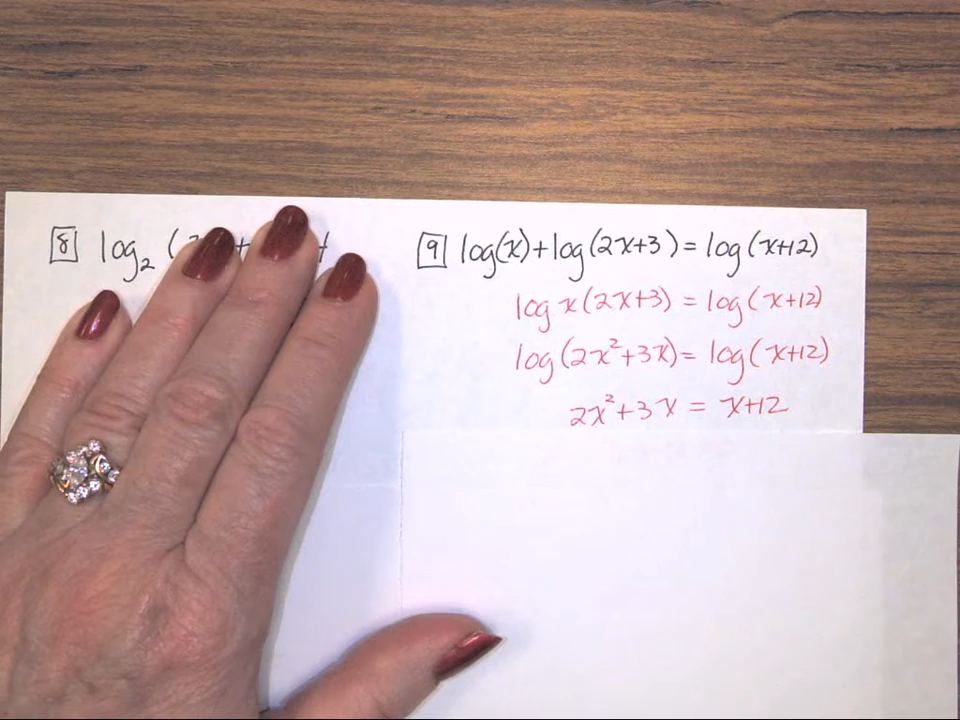 8 log₂ (
9 log(x)+log(2x+3)=log(x+12)
log x(2x+3) = log(x+12)
log(2x²+3x)= log(x+12)
2x²+3x = x+12